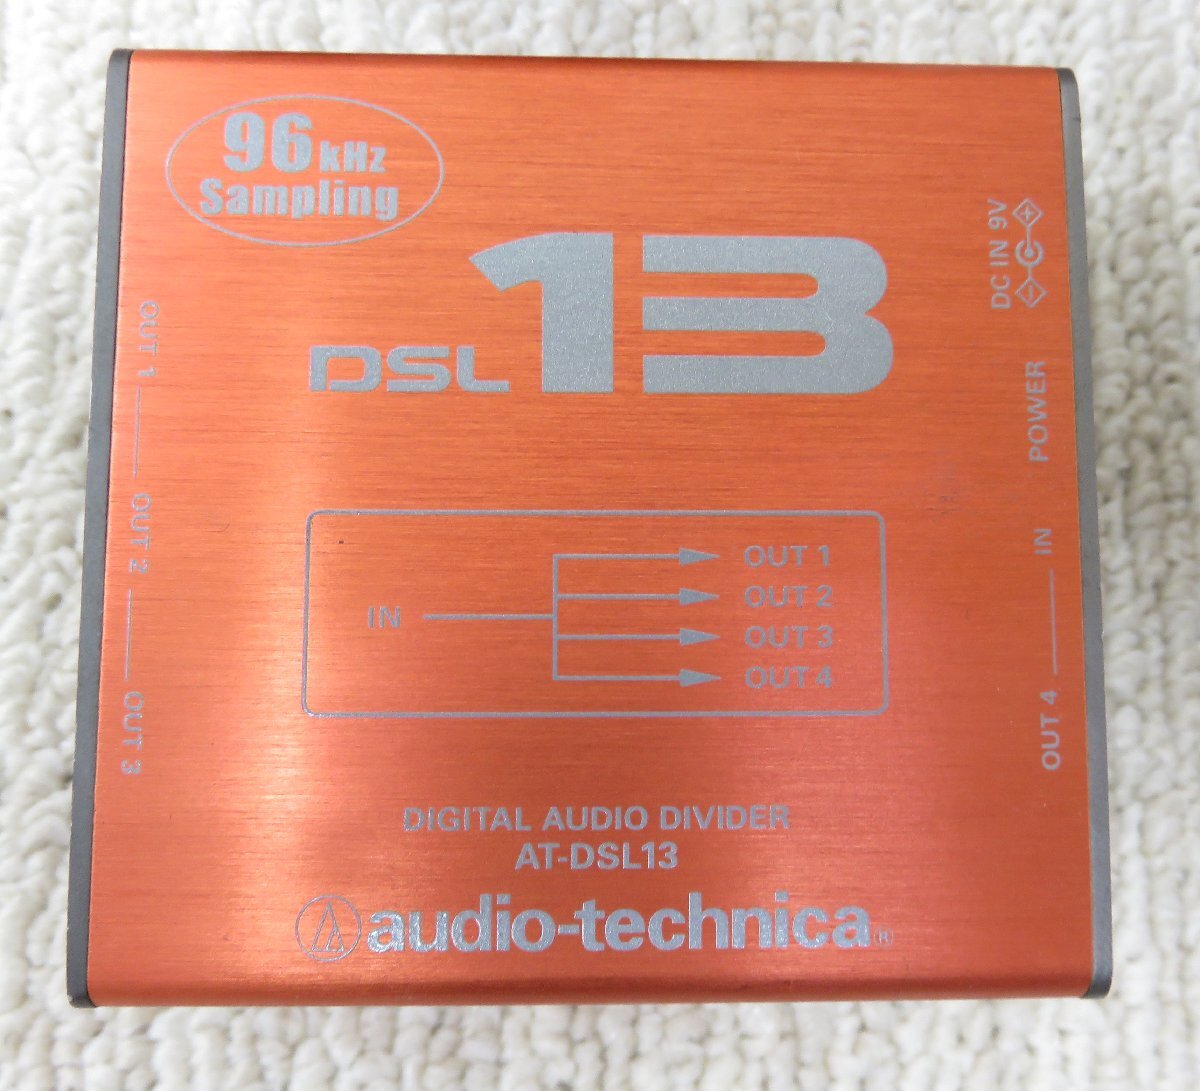 96 kHz
Sampling
DSL 13
DC IN 9V
POWER
IN
OUT 4
OUT 1
OUT 2
OUT 3
IN
OUT 1
OUT 2
OUT 3
OUT 4
DIGITAL AUDIO DIVIDER
AT-DSL13
audio-technica®